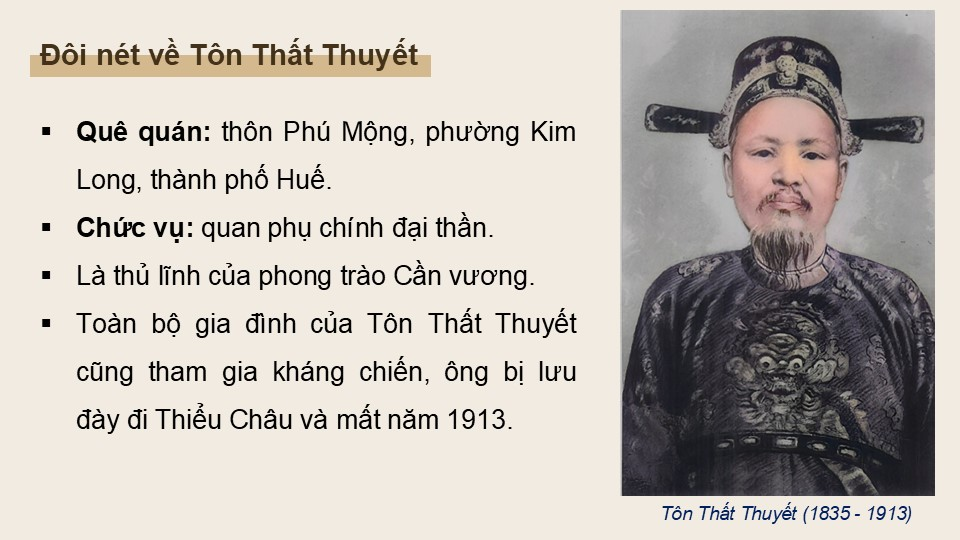 Đôi nét về Tôn Thất Thuyết
▪ Quê quán: thôn Phú Mộng, phường Kim
Long, thành phố Huế.
▪ Chức vụ: quan phụ chính đại thần.
▪ Là thủ lĩnh của phong trào Cần vương.
▪ Toàn bộ gia đình của Tôn Thất Thuyết
cũng tham gia kháng chiến, ông bị lưu
đày đi Thiểu Châu và mất năm 1913.
Tôn Thất Thuyết (1835 - 1913)